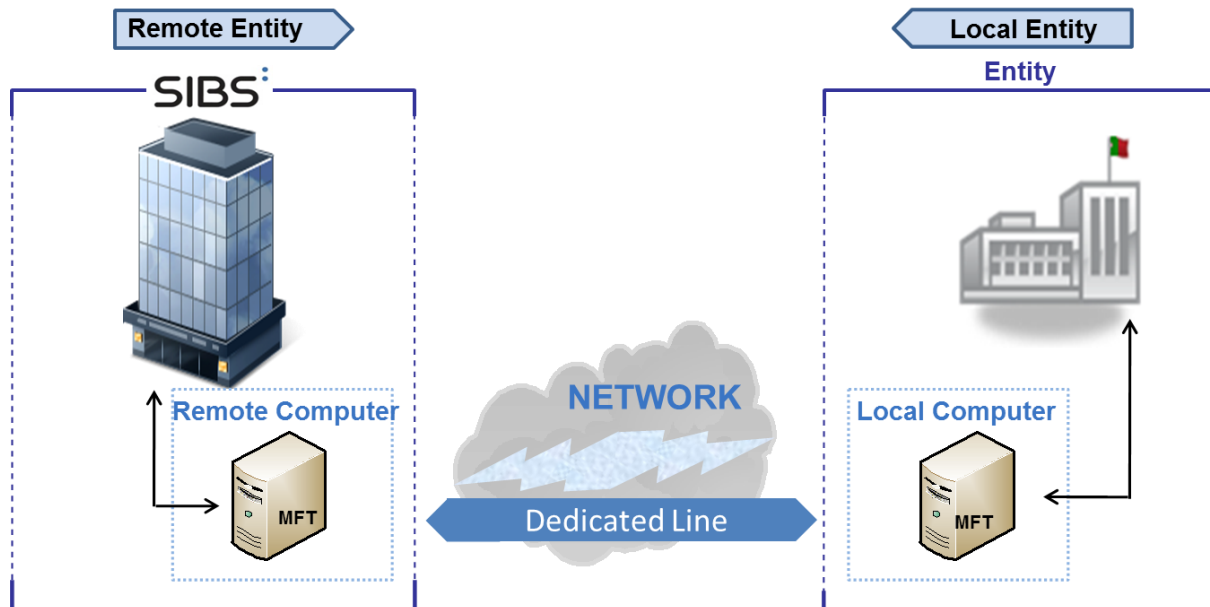 Remote Entity
Local Entity
Entity
SIBS
NETWORK
Remote Computer
Local Computer
MFT
MFT
Dedicated Line